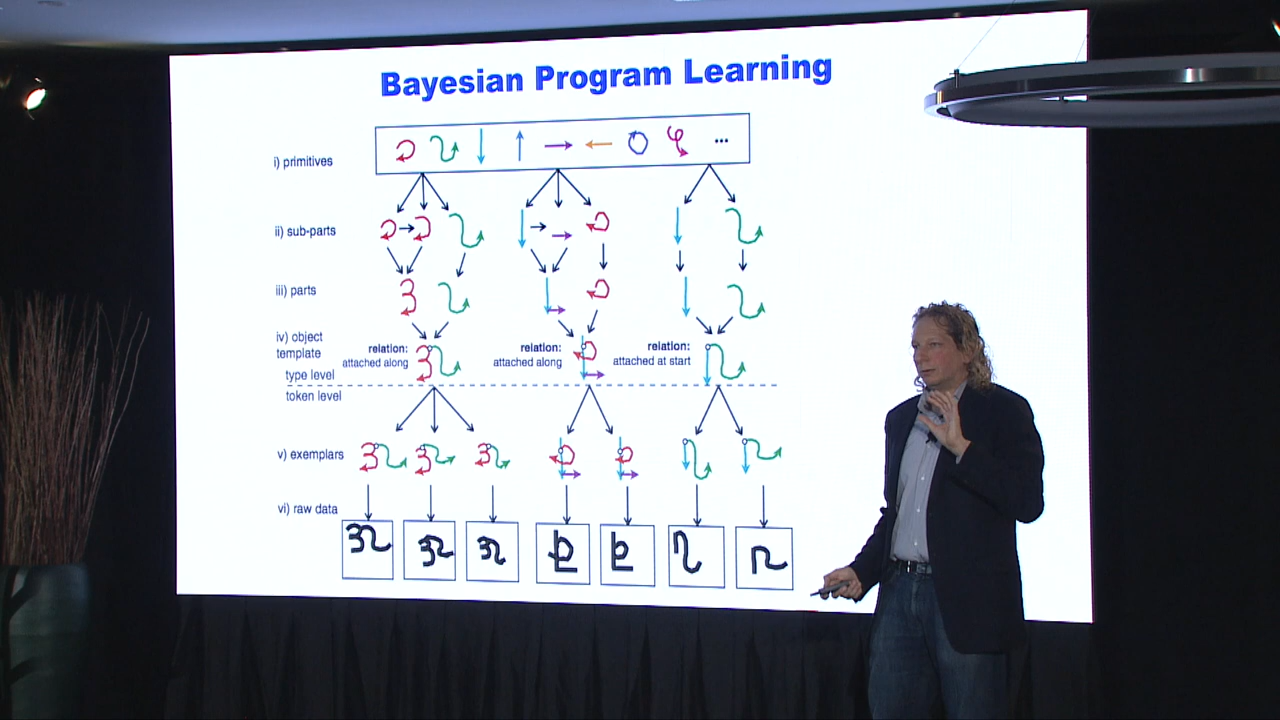 Bayesian Program Learning
i) primitives
...
ii) sub-parts
iii) parts
iv) object
template
relation:
attached along
relation:
attached along
relation:
attached at start
type level
token level
v) exemplars
vi) raw data